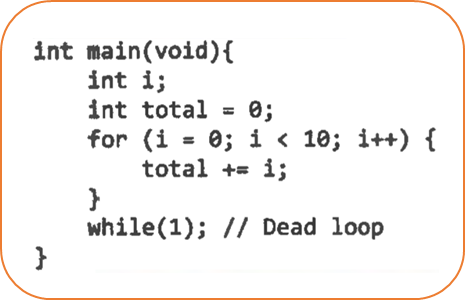 int main(void){
    int i;
    int total = 0;
    for (i = 0; i < 10; i++) {
        total += i;
    }
    while(1); // Dead loop
}